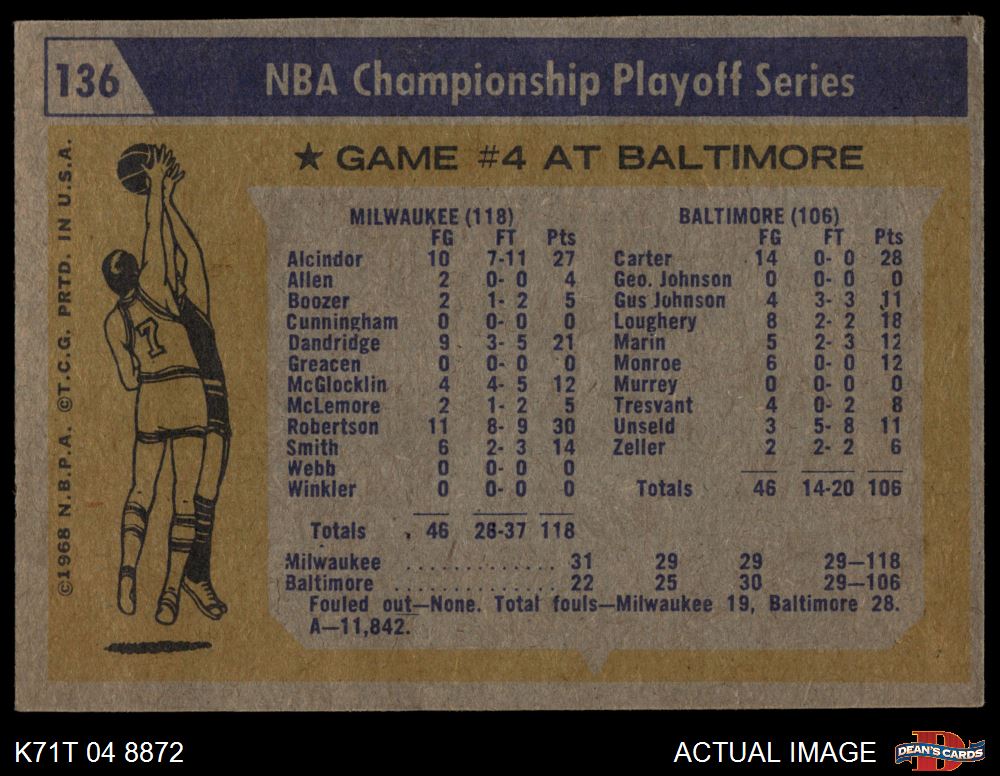 136 NBA Championship Playoff Series
★ GAME #4 AT BALTIMORE
©1968 N.B.P.A. ©T.C.G. PRTD. IN U.S.A.
7
MILWAUKEE (118)
FG FT Pts
Alcindor 10 7-11 27
Allen 2 0- 0 4
Boozer 2 1- 2 5
Cunningham 0 0- 0 0
Dandridge 9 3- 5 21
Greacen 0 0- 0 0
McGlocklin 4 4- 5 12
McLemore 2 1- 2 5
Robertson 11 8- 9 30
Smith 6 2- 3 14
Webb 0 0- 0 0
Winkler 0 0- 0 0
Totals 46 26-37 118
BALTIMORE (106)
FG FT Pts
Carter 14 0- 0 28
Geo. Johnson 0 0- 0 0
Gus Johnson 4 3- 3 11
Loughery 8 2- 2 18
Marin 5 2- 3 12
Monroe 6 0- 0 12
Murrey 0 0- 0 0
Tresvant 4 0- 2 8
Unseld 3 5- 8 11
Zeller 2 2- 2 6
Totals 46 14-20 106
Milwaukee ............ 31 29 29 29—118
Baltimore ............ 22 25 30 29—106
Fouled out—None. Total fouls—Milwaukee 19, Baltimore 28.
A—11,842.
K71T 04 8872 ACTUAL IMAGE
D
DEAN'S CARDS